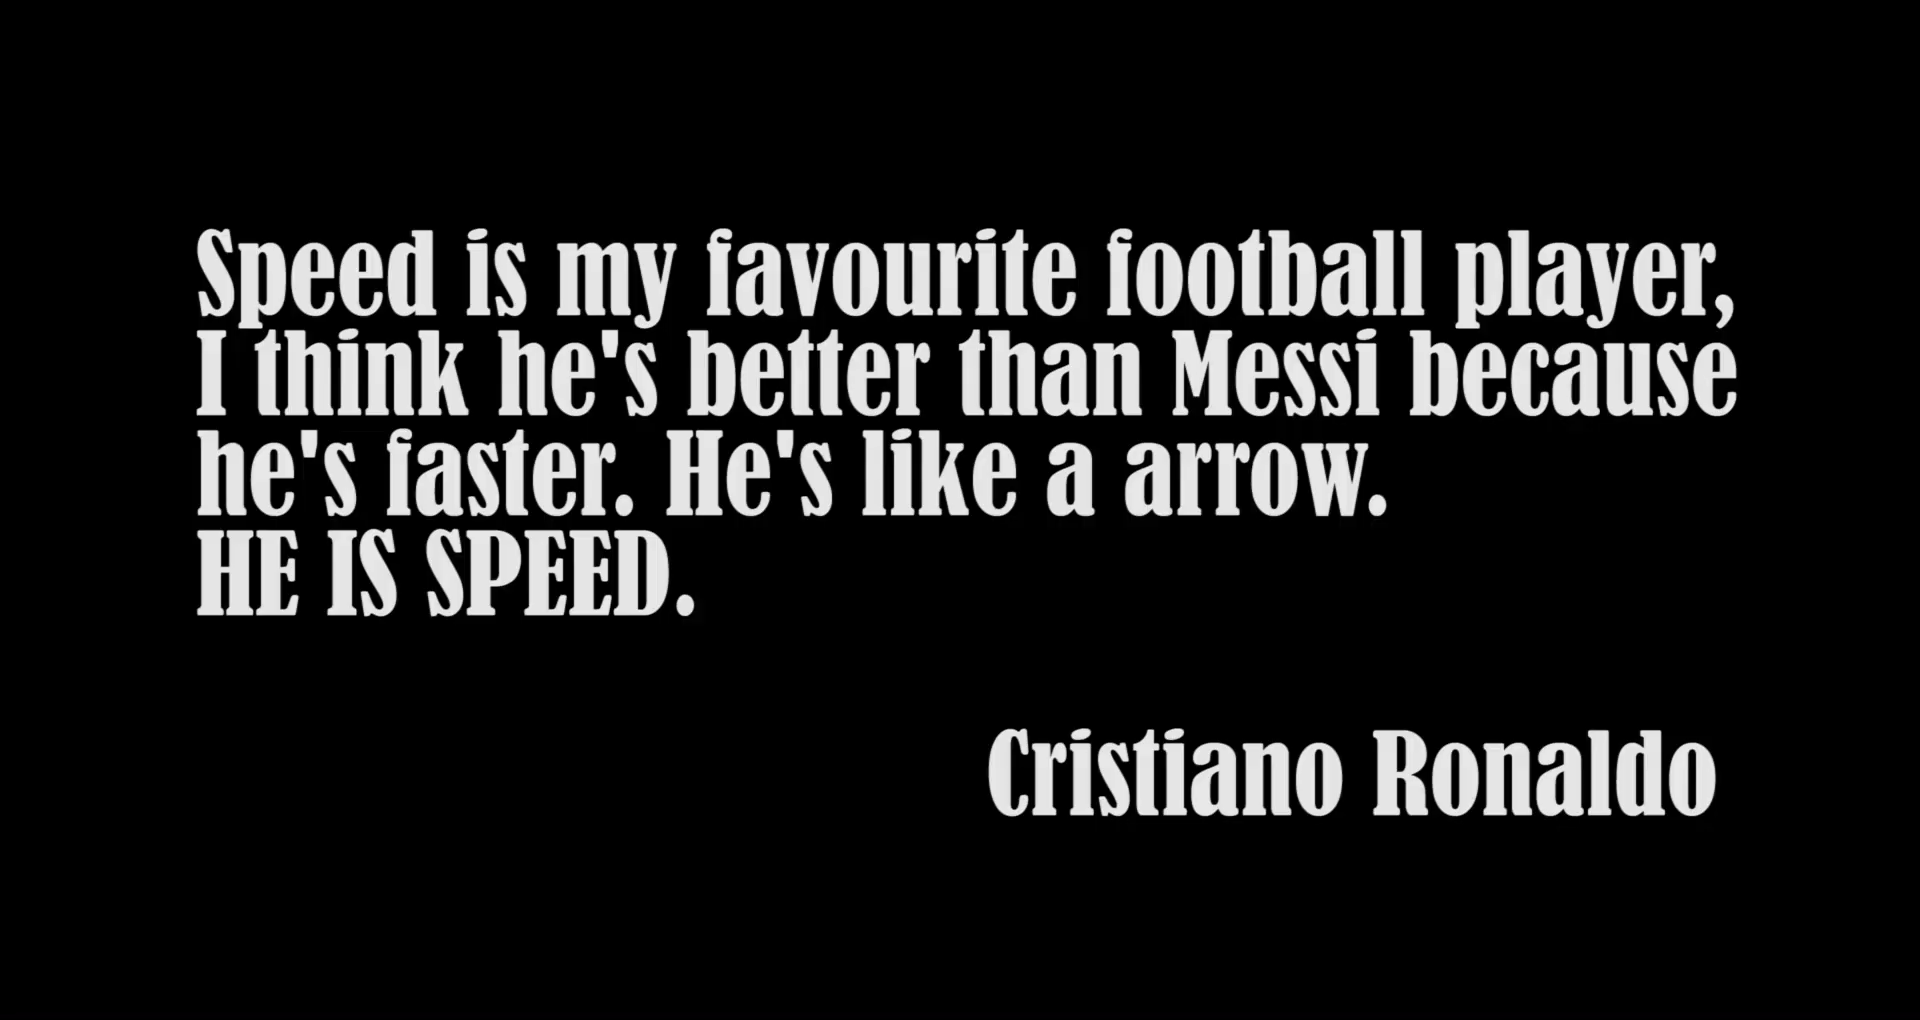 Speed is my favourite football player,
I think he's better than Messi because
he's faster. He's like a arrow.
HE IS SPEED.
Cristiano Ronaldo